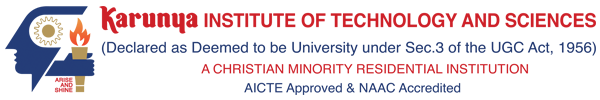 Karunya INSTITUTE OF TECHNOLOGY AND SCIENCES
(Declared as Deemed to be University under Sec.3 of the UGC Act, 1956)
A CHRISTIAN MINORITY RESIDENTIAL INSTITUTION
AICTE Approved & NAAC Accredited
ARISE
AND
SHINE